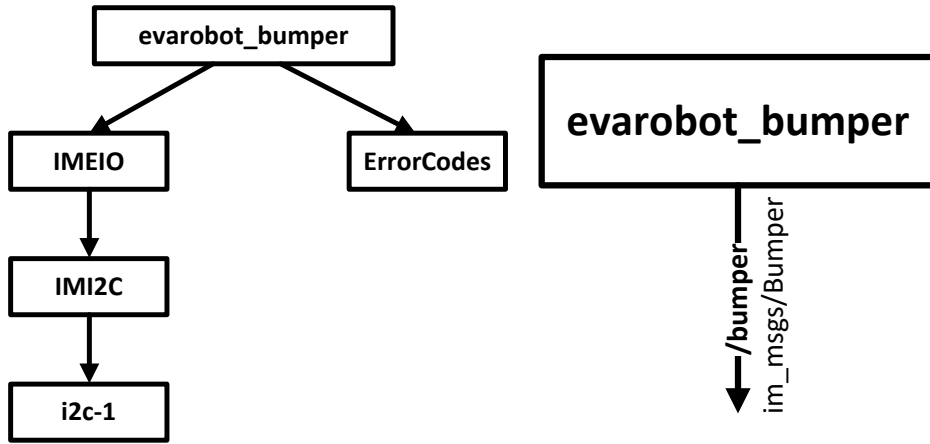 evarobot_bumper
IMEIO
ErrorCodes
IMI2C
i2c-1
evarobot_bumper
/bumper
im_msgs/Bumper